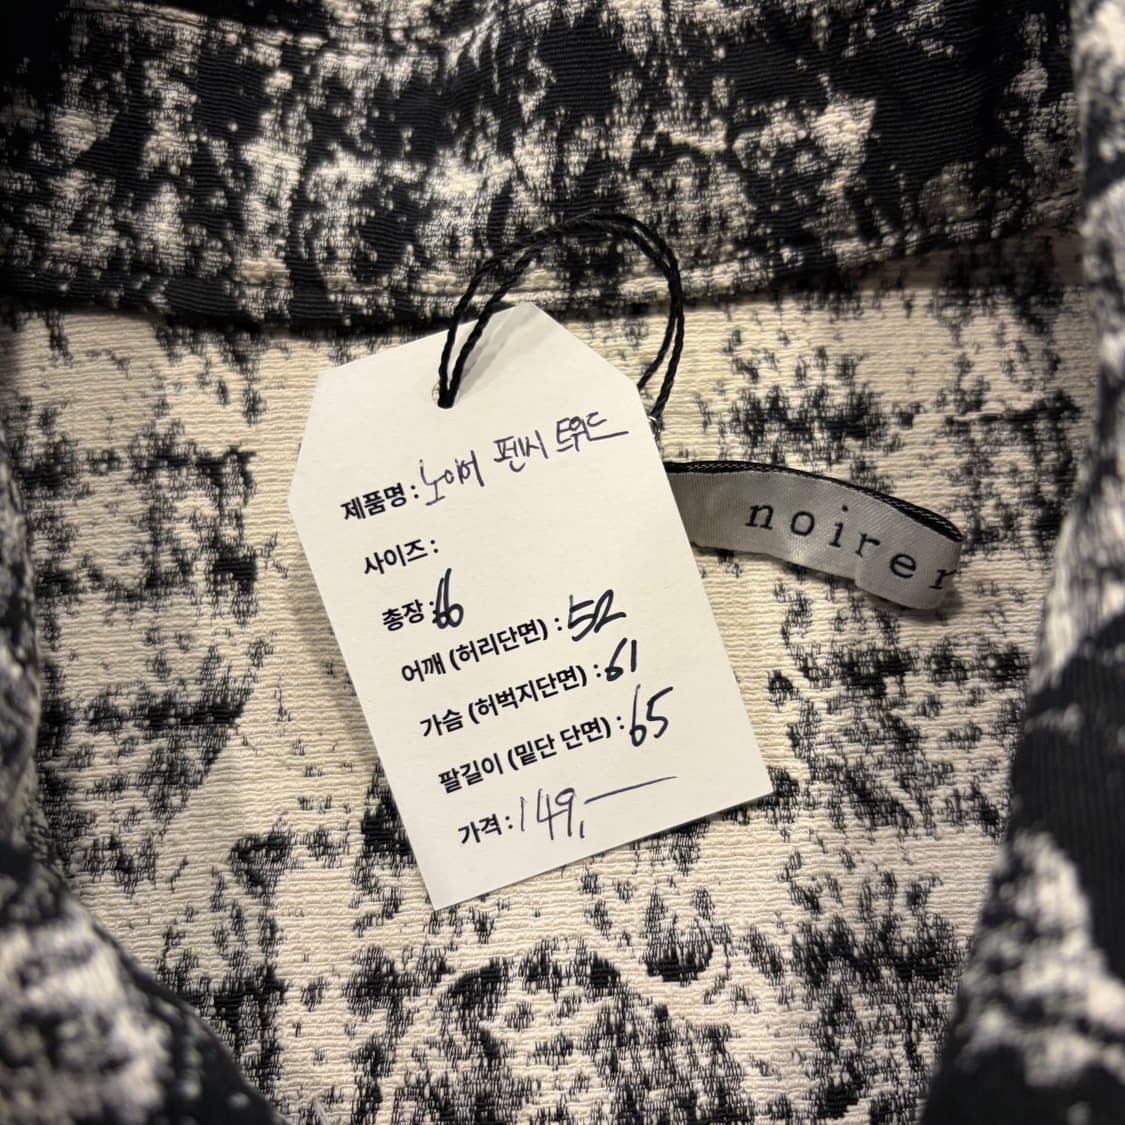 제품명 : 노이어 펜시 트위드
사이즈 :
총장 : 66
어깨 (허리단면) : 52
가슴 (허벅지단면) : 61
팔길이 (밑단 단면) : 65
가격 : 149,
noirer